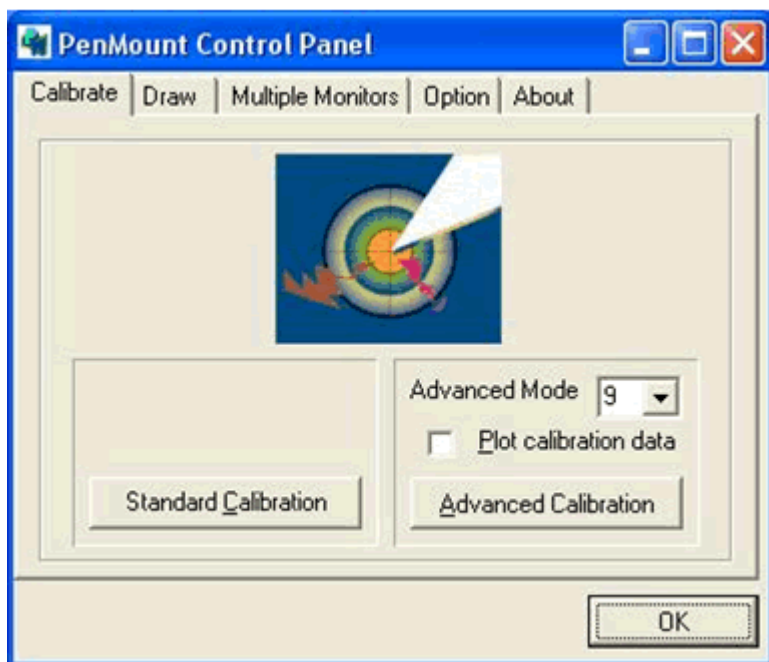 PenMount Control Panel
Calibrate Draw Multiple Monitors Option About
Advanced Mode 9
Plot calibration data
Standard Calibration Advanced Calibration
OK